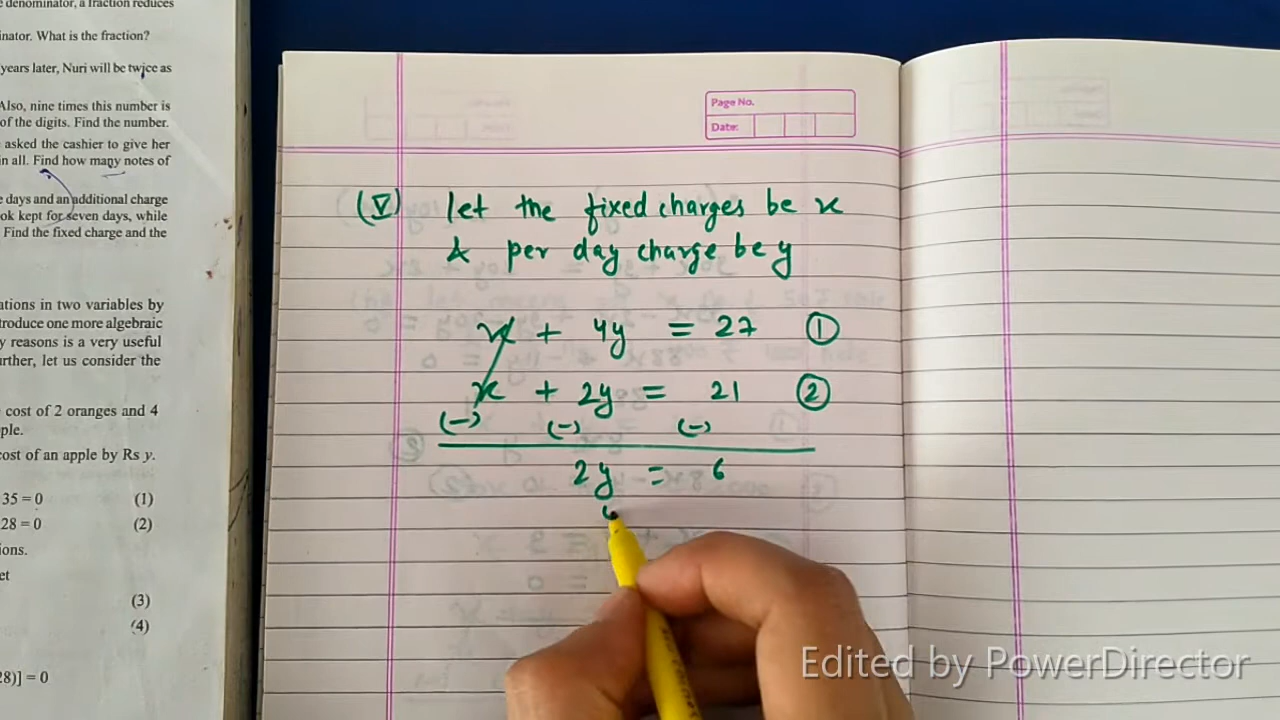 denominator, a fraction reduces
inator. What is the fraction?
years later, Nuri will be twice as
Also, nine times this number is
of the digits. Find the number.
asked the cashier to give her
in all. Find how many notes of
e days and an additional charge
ook kept for seven days, while
Find the fixed charge and the
ations in two variables by
troduce one more algebraic
y reasons is a very useful
urther, let us consider the
cost of 2 oranges and 4
ple.
cost of an apple by Rs y.
35 = 0 (1)
28 = 0 (2)
ions.
et
(3)
(4)
28)] = 0
Page No.
Date:
(V) let the fixed charges be x
& per day charge be y
x + 4y = 27 ①
x + 2y = 21 ②
(-) (-) (-)
2y = 6
Edited by PowerDirector